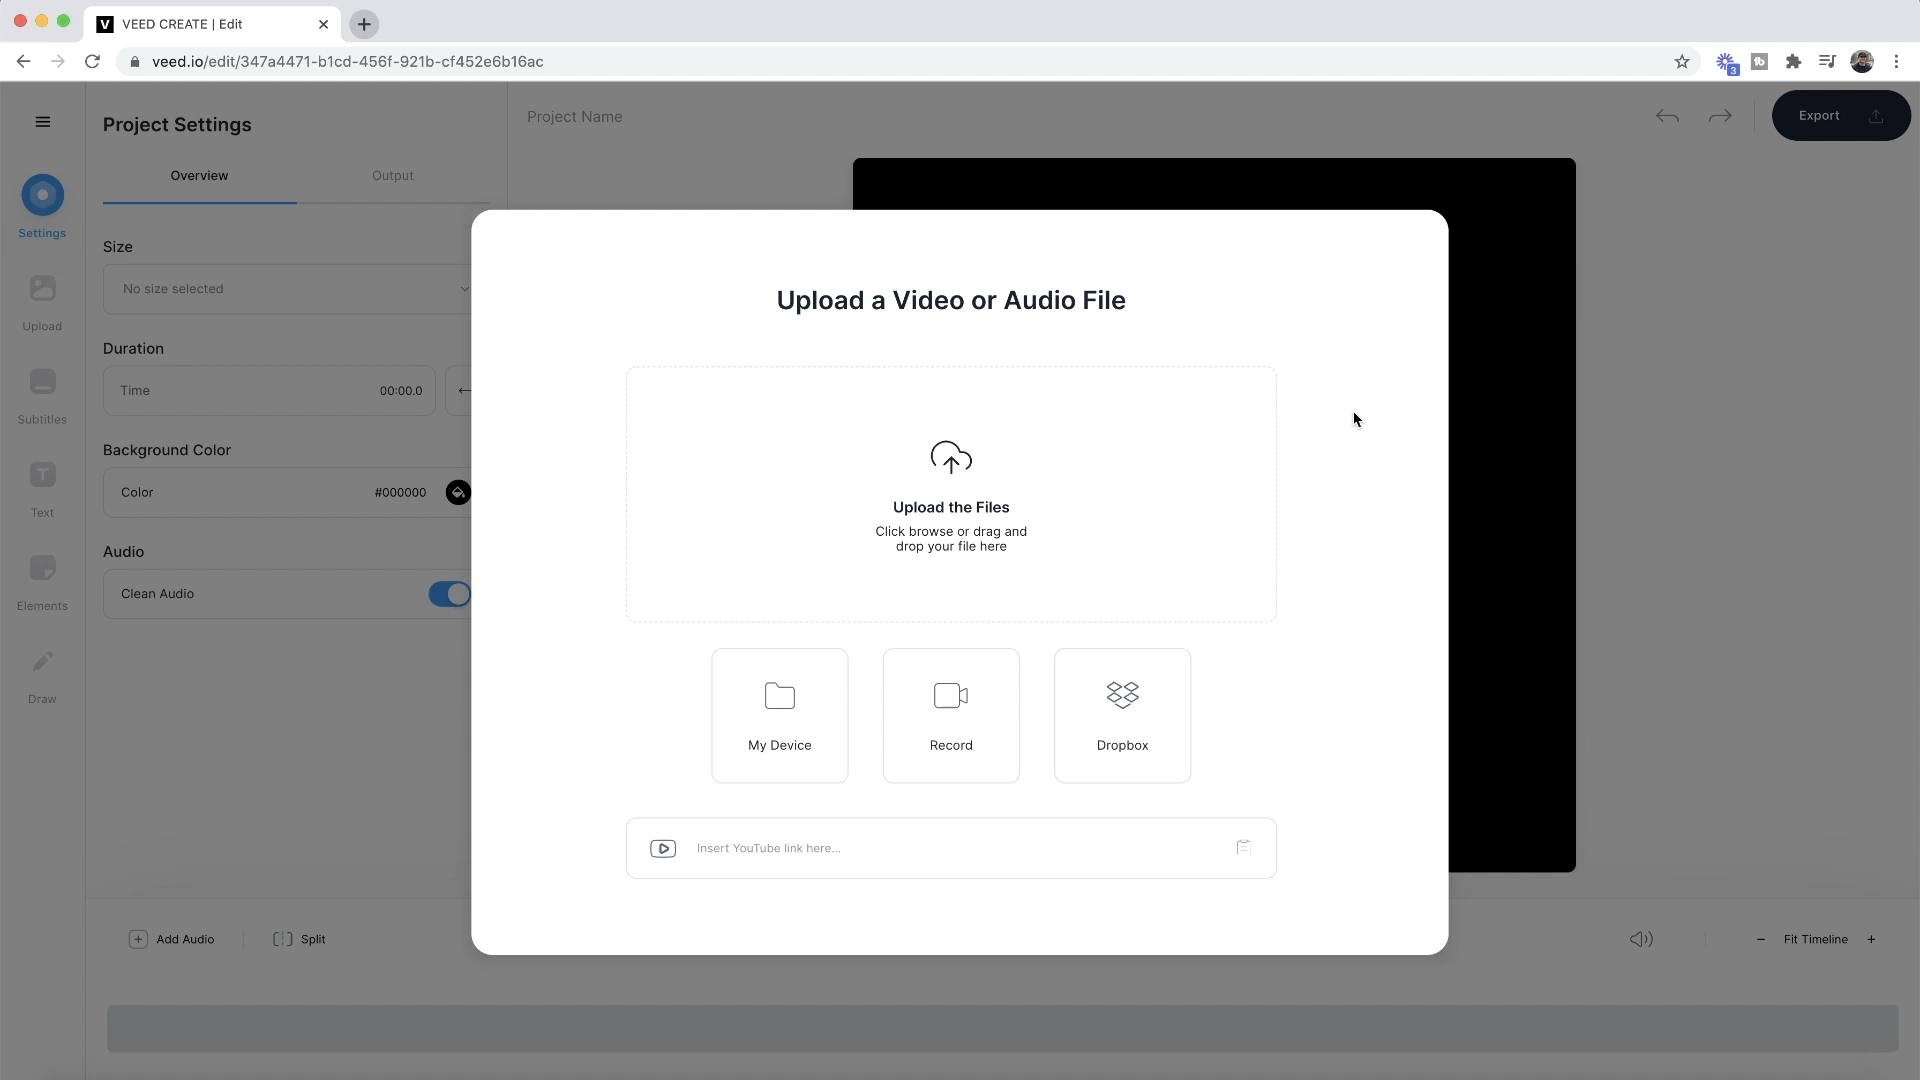 VEED CREATE | Edit
veed.io/edit/347a4471-b1cd-456f-921b-cf452e6b16ac
3
Project Settings
Project Name
Export
Overview
Output
Settings
Size
No size selected
Upload
Duration
Time 00:00.0
Subtitles
Background Color
Color #000000
Text
Audio
Clean Audio
Elements
Draw
Upload a Video or Audio File
Upload the Files
Click browse or drag and
drop your file here
My Device
Record
Dropbox
Insert YouTube link here...
Add Audio
Split
Fit Timeline